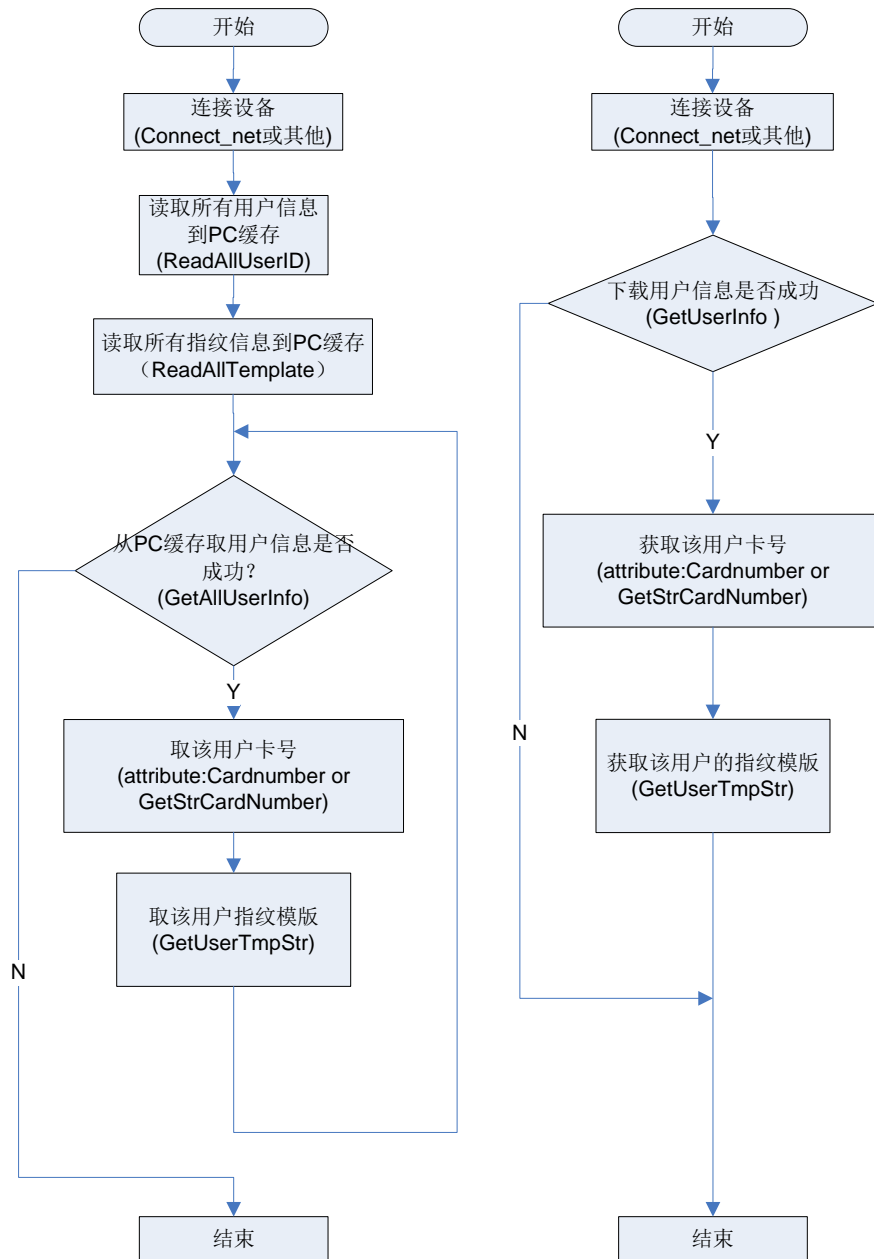 开始
连接设备
(Connect_net或其他)
读取所有用户信息
到PC缓存
(ReadAllUserID)
读取所有指纹信息到PC缓存
（ReadAllTemplate）
从PC缓存取用户信息是否
成功？
(GetAllUserInfo)
Y
取该用户卡号
(attribute:Cardnumber or
GetStrCardNumber)
取该用户指纹模版
(GetUserTmpStr)
N
结束
开始
连接设备
(Connect_net或其他)
下载用户信息是否成功
(GetUserInfo )
Y
获取该用户卡号
(attribute:Cardnumber or
GetStrCardNumber)
N
获取该用户的指纹模版
(GetUserTmpStr)
结束